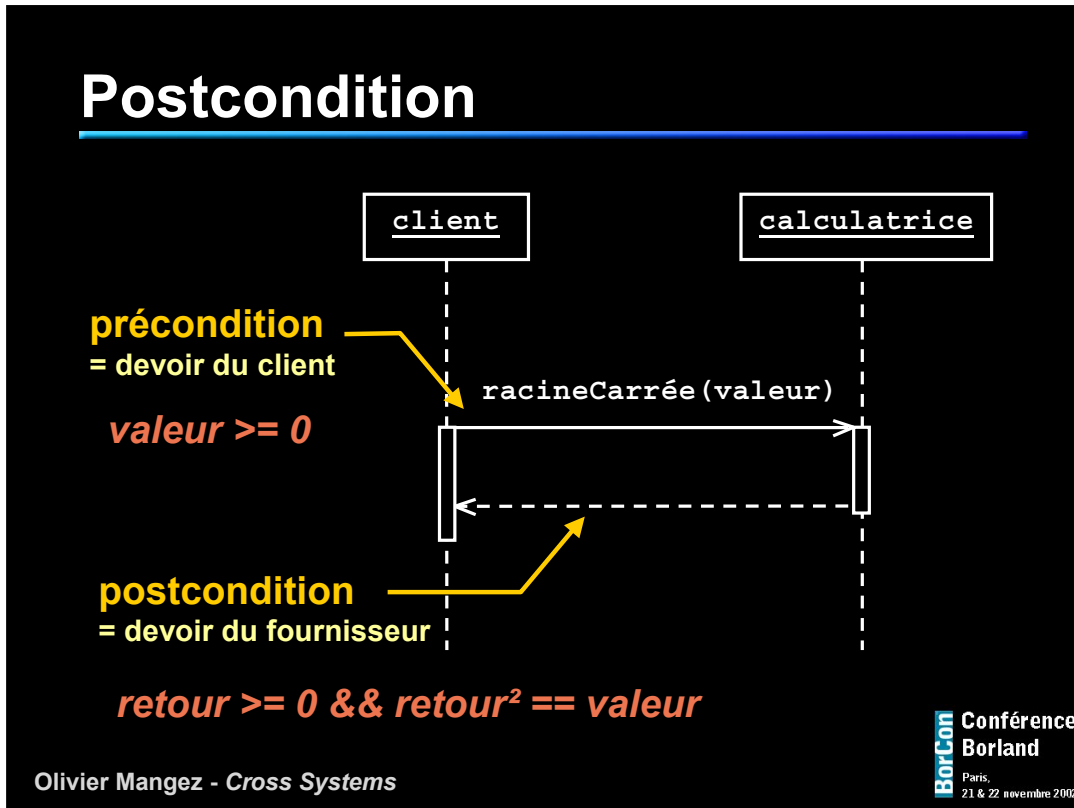 Postcondition
client
calculatrice
précondition
= devoir du client
racineCarrée(valeur)
valeur >= 0
postcondition
= devoir du fournisseur
retour >= 0 && retour² == valeur
Olivier Mangez - Cross Systems
BorCon
Conférence
Borland
Paris,
21 & 22 novembre 2002